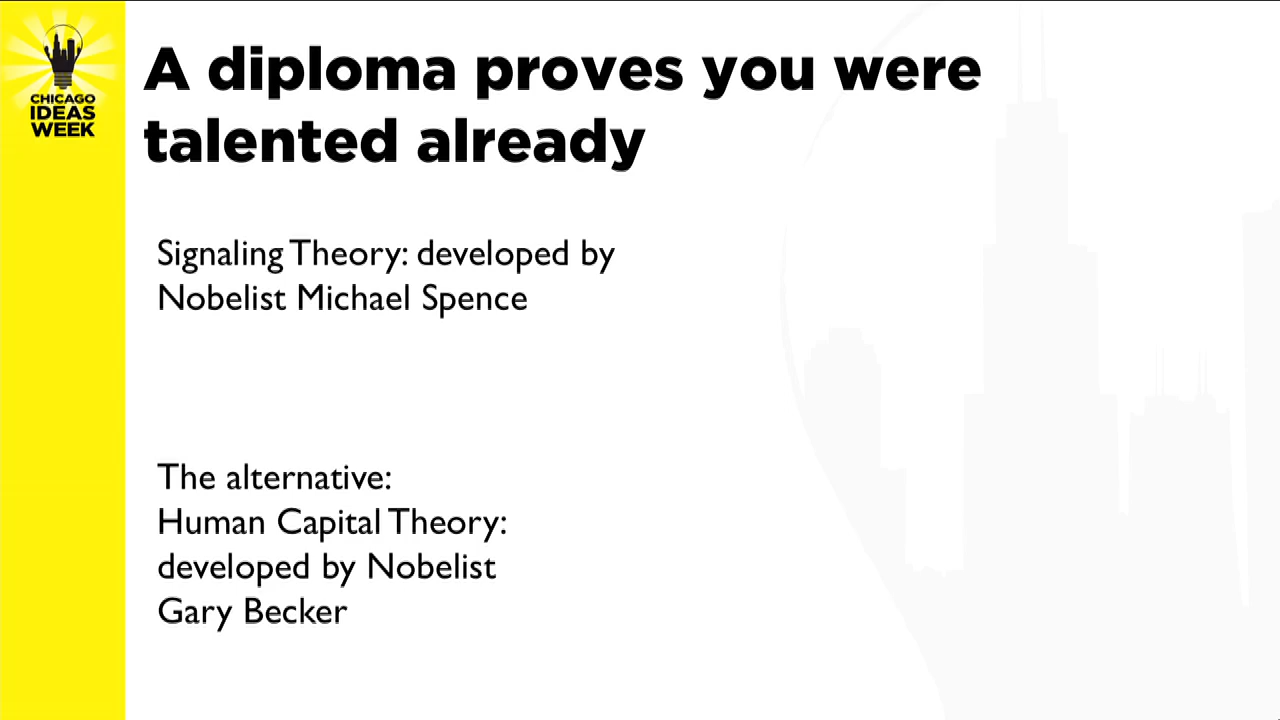 CHICAGO
IDEAS
WEEK
A diploma proves you were
talented already
Signaling Theory: developed by
Nobelist Michael Spence
The alternative:
Human Capital Theory:
developed by Nobelist
Gary Becker